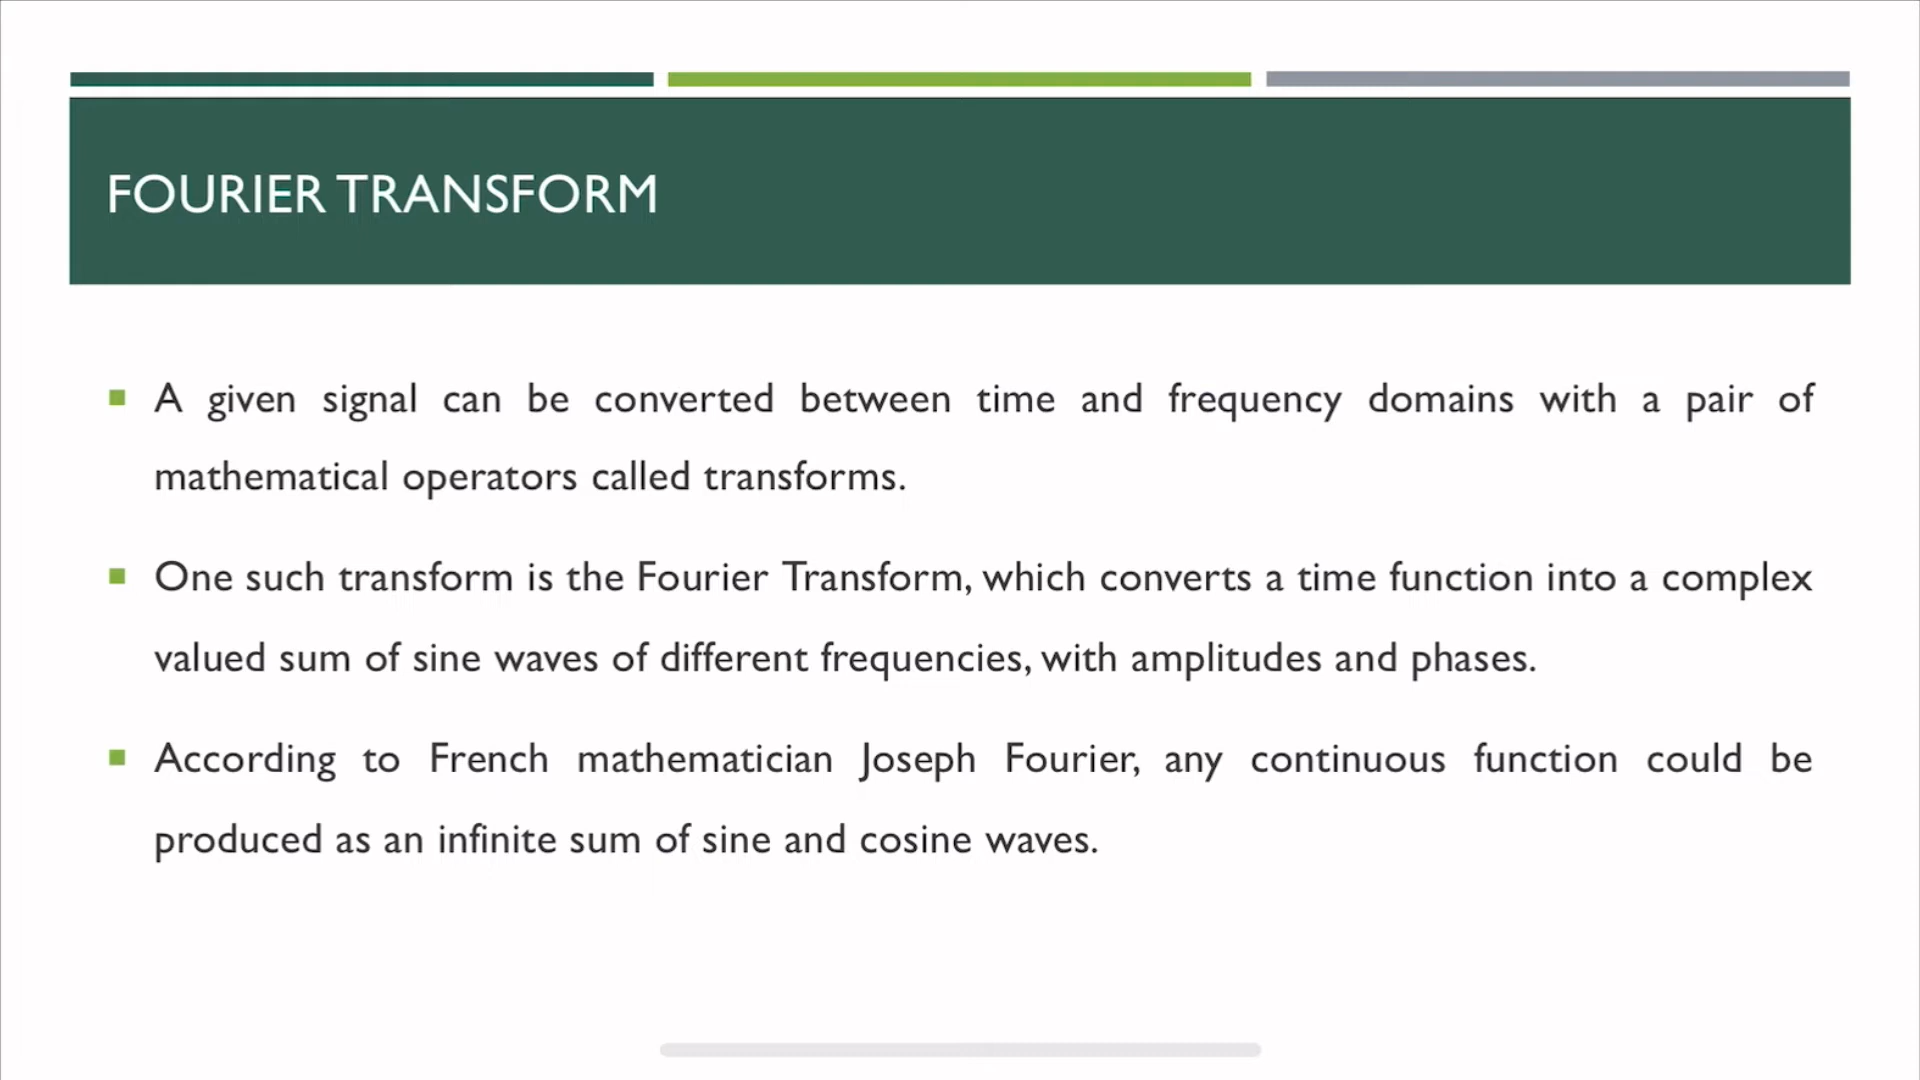 FOURIER TRANSFORM
A given signal can be converted between time and frequency domains with a pair of
mathematical operators called transforms.
One such transform is the Fourier Transform, which converts a time function into a complex
valued sum of sine waves of different frequencies, with amplitudes and phases.
According to French mathematician Joseph Fourier, any continuous function could be
produced as an infinite sum of sine and cosine waves.